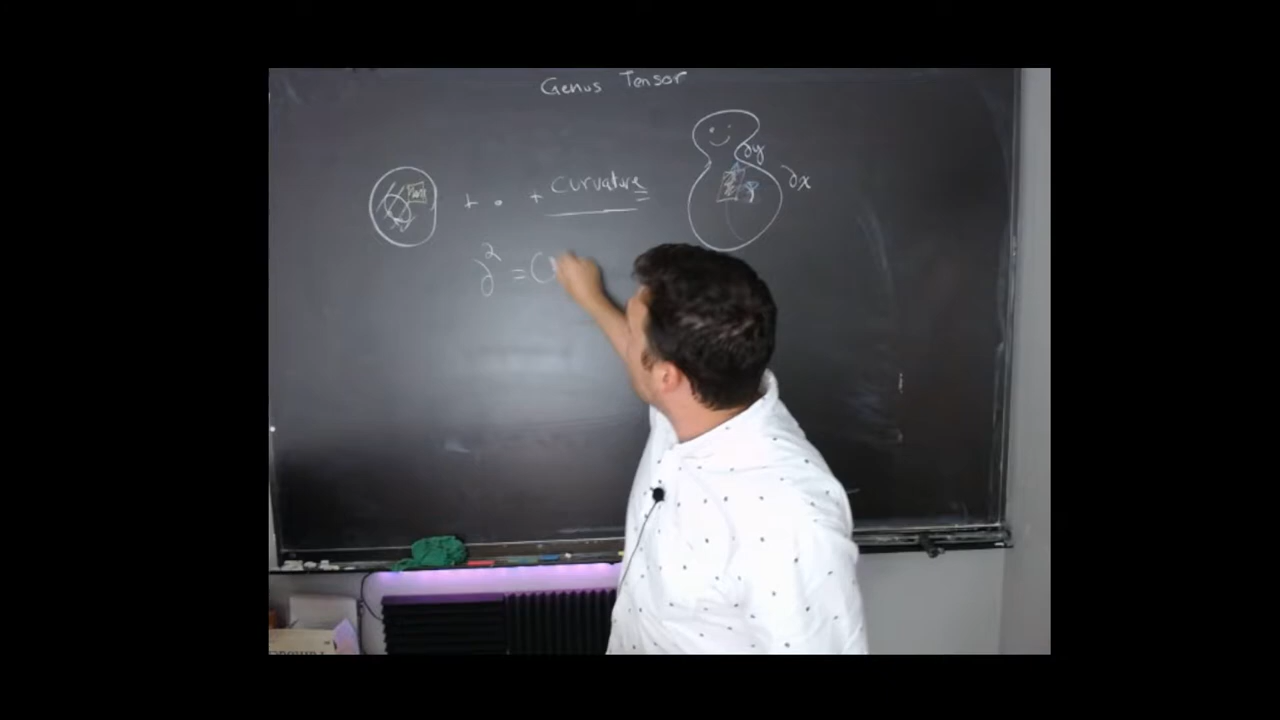 Genus Tensor
∂y
∂x
+ . + curvature
∂² = C